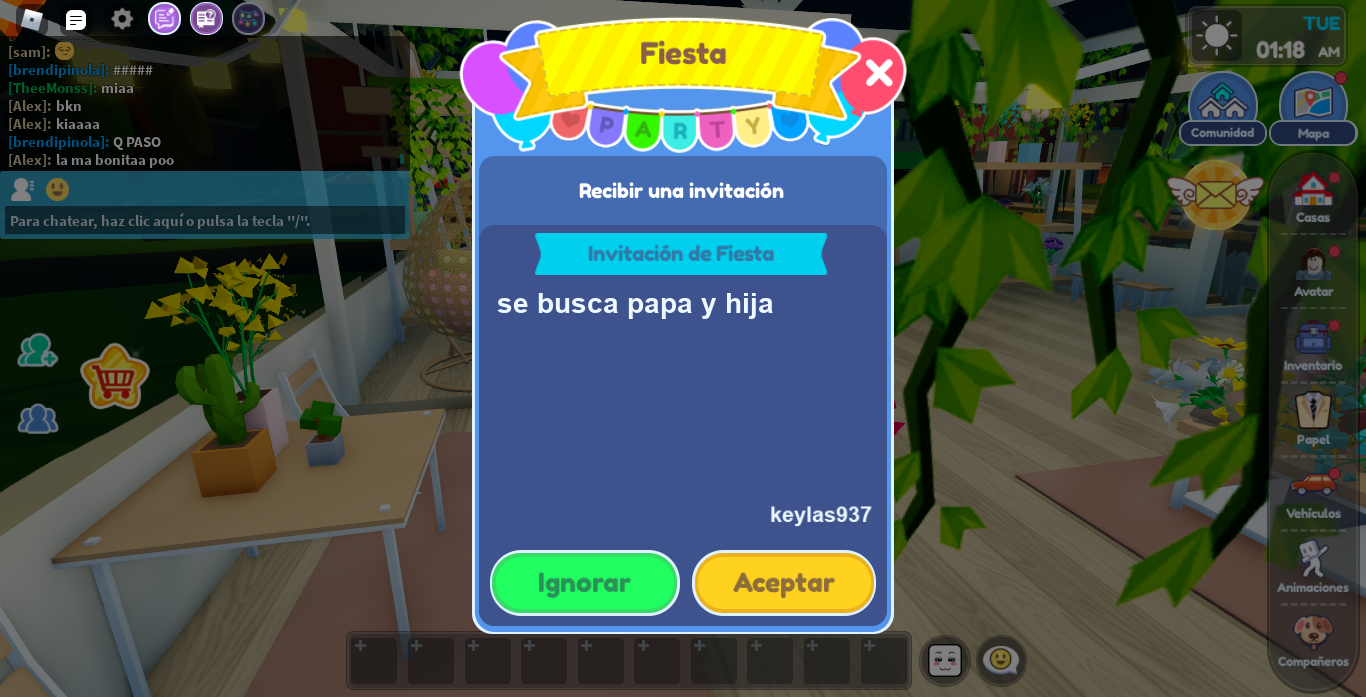 [sam]: 😏
[brendipinola]: #####
[TheeMonss]: miaa
[Alex]: bkn
[Alex]: kiaaaa
[brendipinola]: Q PASO
[Alex]: la ma bonitaa poo
Para chatear, haz clic aquí o pulsa la tecla "/".
Fiesta
PARTY
Recibir una invitación
Invitación de Fiesta
se busca papa y hija
keylas937
Ignorar
Aceptar
TUE
01:18 AM
Comunidad
Mapa
Casas
Avatar
Inventario
Papel
Vehículos
Animaciones
Compañeros